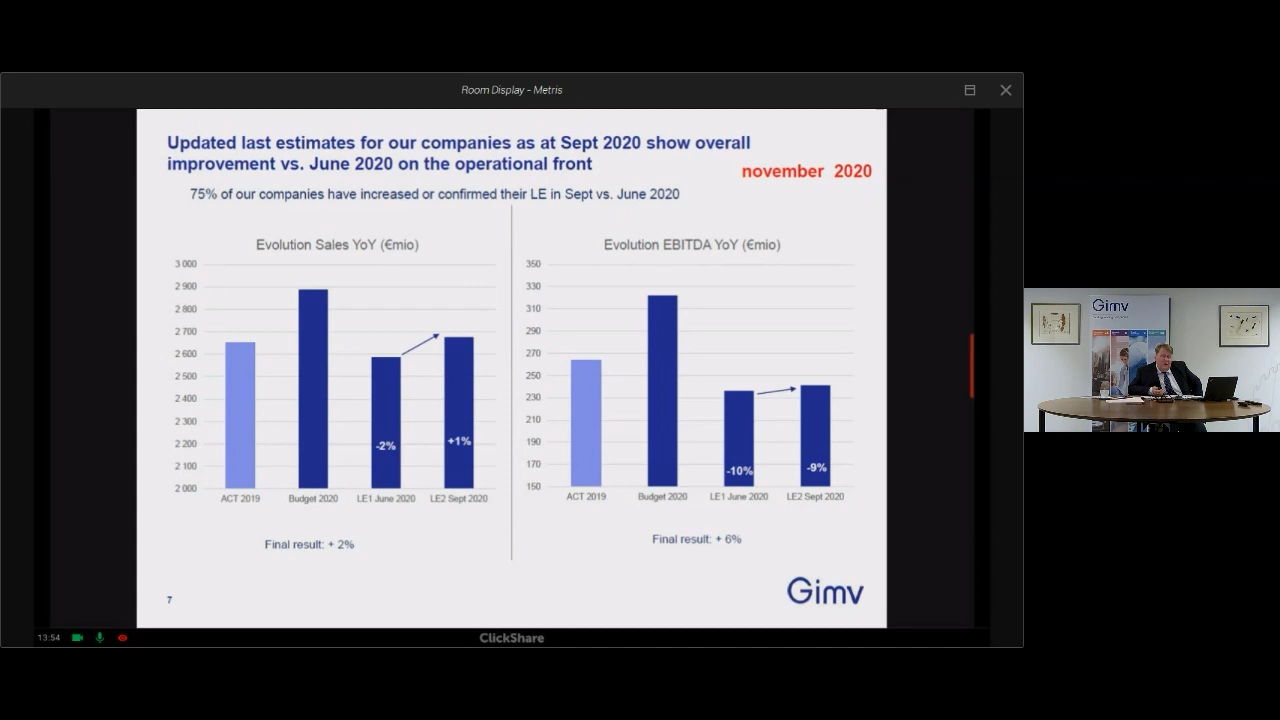 Room Display - Metris
Updated last estimates for our companies as at Sept 2020 show overall
improvement vs. June 2020 on the operational front
november 2020
75% of our companies have increased or confirmed their LE in Sept vs. June 2020
Evolution Sales YoY (€mio)
3 000
2 900
2 800
2 700
2 600
2 500
2 400
2 300
2 200
2 100
2 000
-2%
+1%
ACT 2019
Budget 2020
LE1 June 2020
LE2 Sept 2020
Final result: + 2%
Evolution EBITDA YoY (€mio)
350
330
310
290
270
250
230
210
190
170
150
-10%
-9%
ACT 2019
Budget 2020
LE1 June 2020
LE2 Sept 2020
Final result: + 6%
7
Gimv
13:54
ClickShare
Gimv